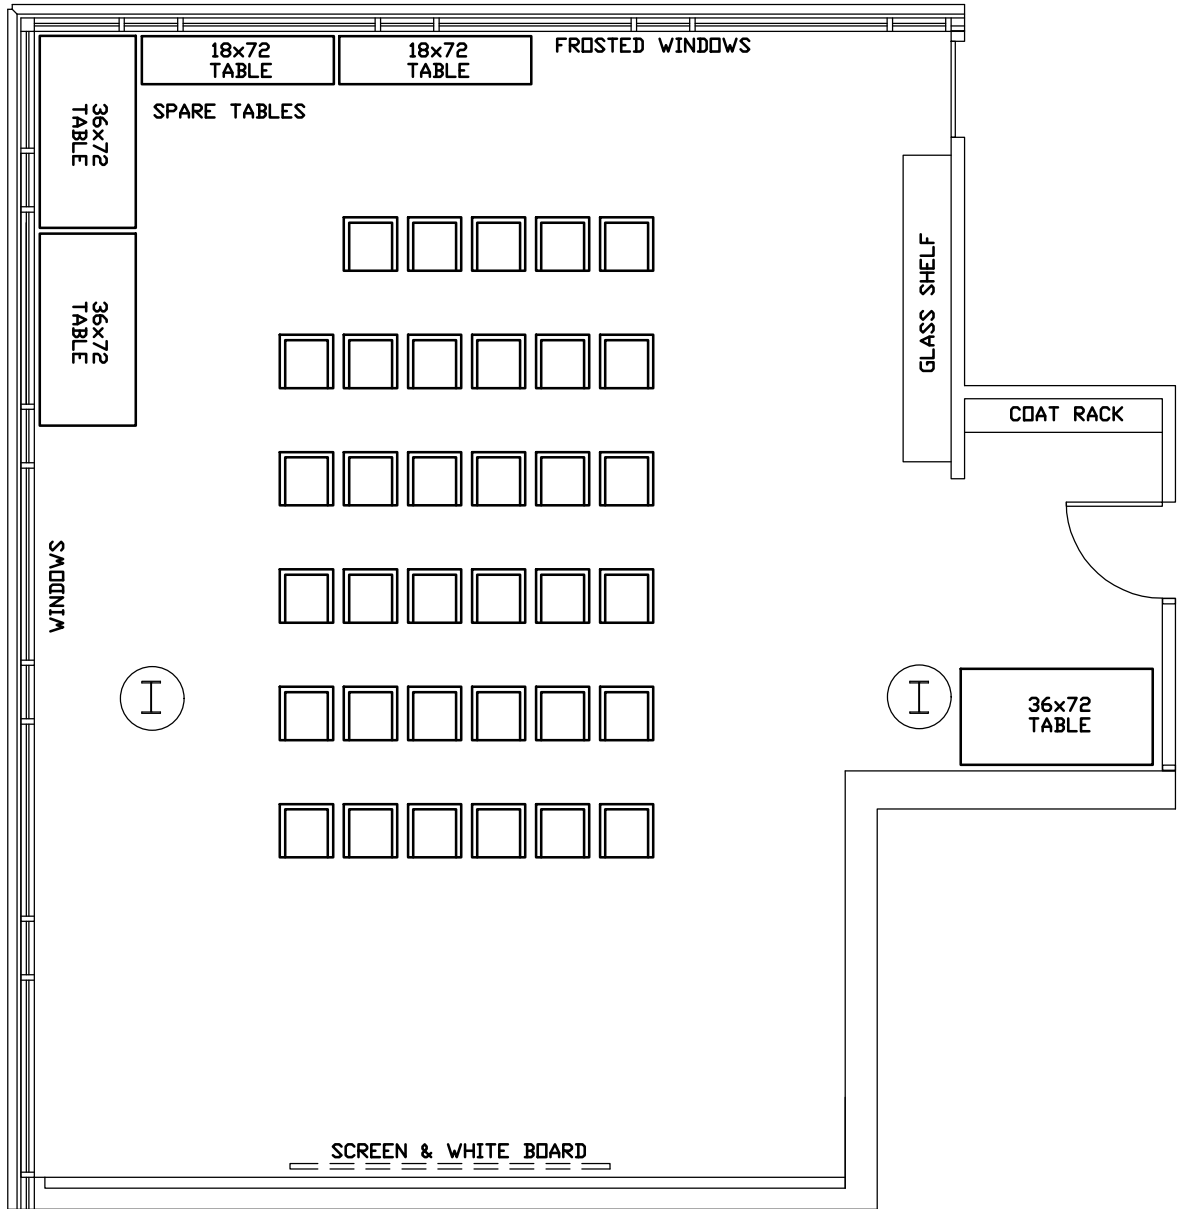 18x72
TABLE
18x72
TABLE
FROSTED WINDOWS
36x72
TABLE
SPARE TABLES
36x72
TABLE
GLASS SHELF
COAT RACK
WINDOWS
36x72
TABLE
SCREEN & WHITE BOARD